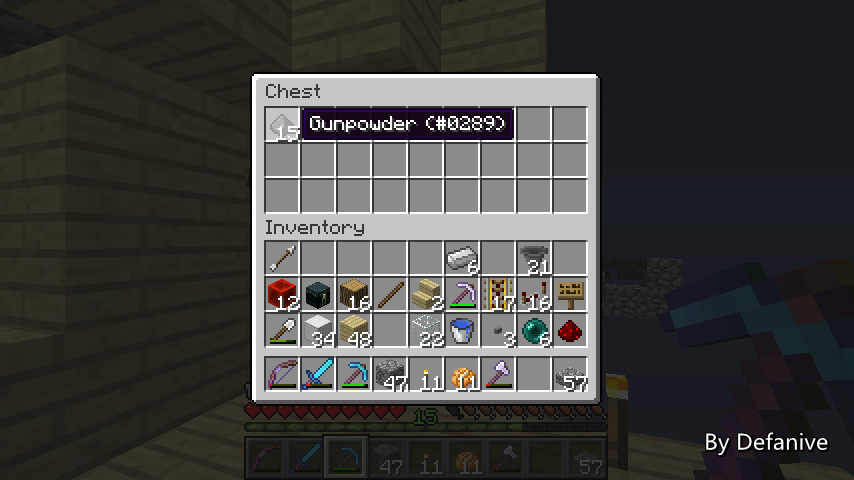 Chest
15 Gunpowder (#0289)
Inventory
6 21
12 16 2 17 16
34 48 22 3 6
47 11 11 57
15
47 11 11 57
By Defanive